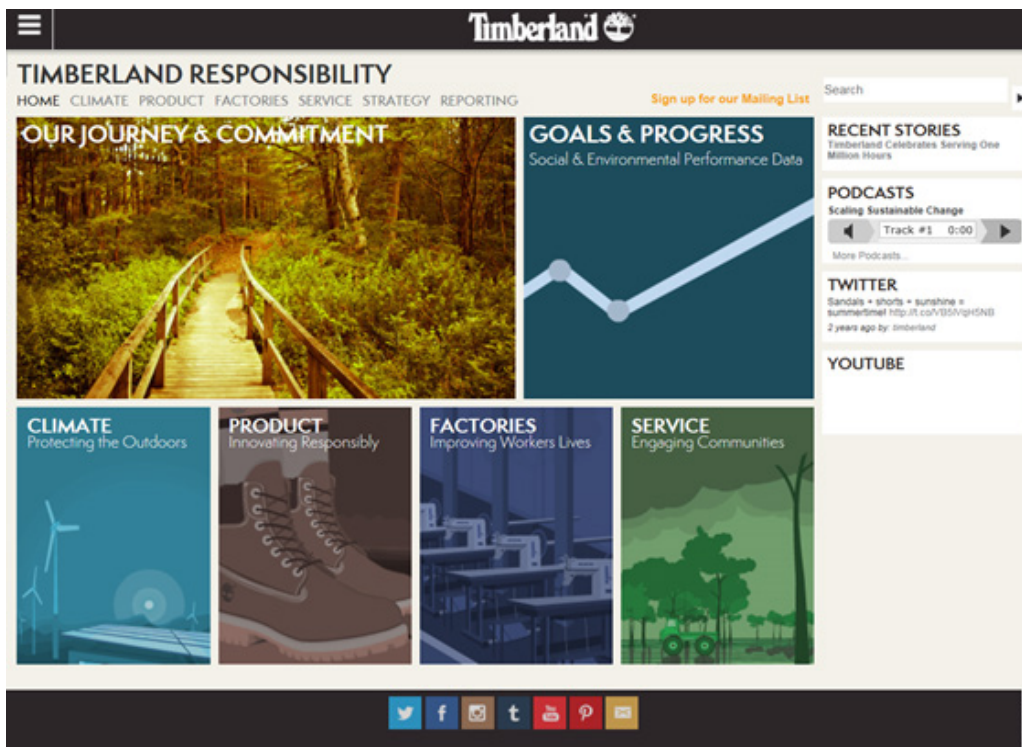 Timberland
TIMBERLAND RESPONSIBILITY
HOME CLIMATE PRODUCT FACTORIES SERVICE STRATEGY REPORTING
Sign up for our Mailing List
Search
OUR JOURNEY & COMMITMENT
GOALS & PROGRESS
Social & Environmental Performance Data
RECENT STORIES
Timberland Celebrates Serving One
Million Hours
PODCASTS
Scaling Sustainable Change
Track #1 0:00
More Podcasts...
TWITTER
Sandals + shorts + sunshine =
summertime!
2 years ago by: timberland
YOUTUBE
CLIMATE
Protecting the Outdoors
PRODUCT
Innovating Responsibly
FACTORIES
Improving Workers Lives
SERVICE
Engaging Communities